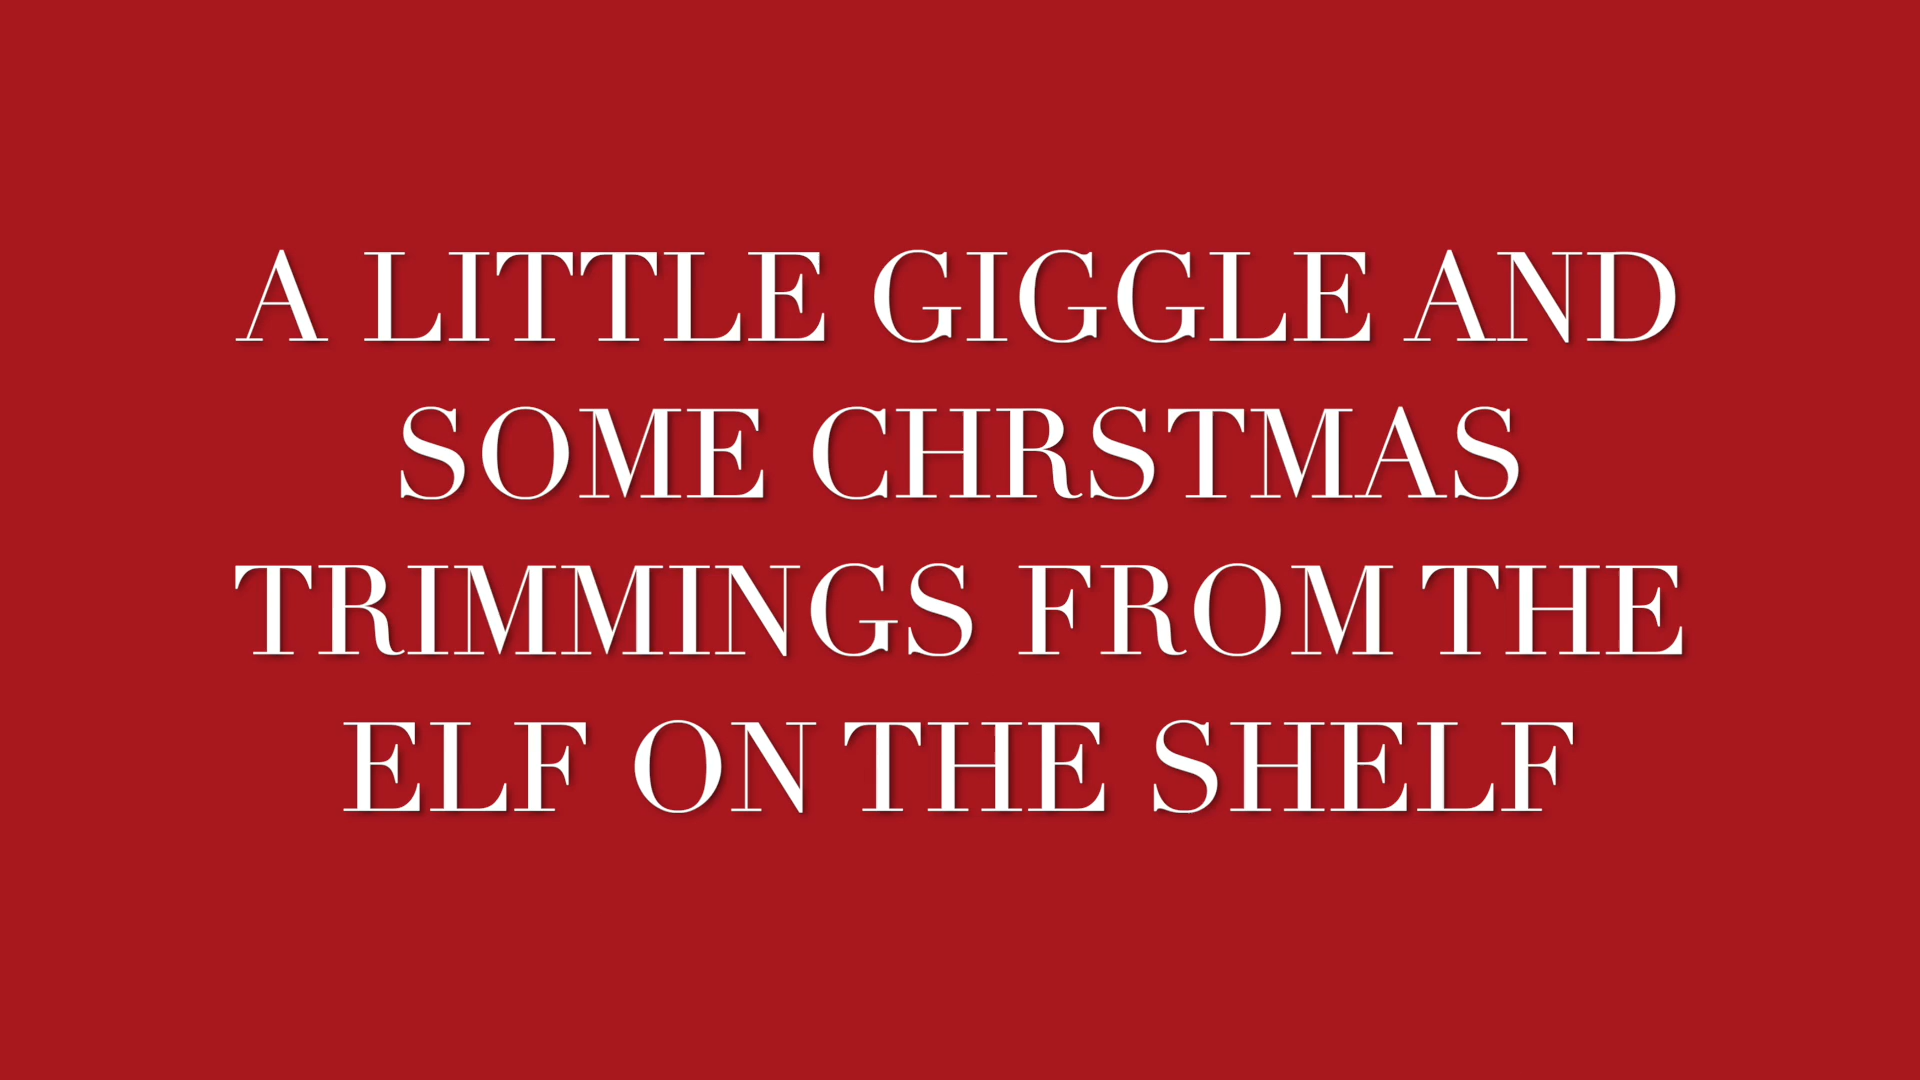 A LITTLE GIGGLE AND
SOME CHRSTMAS
TRIMMINGS FROM THE
ELF ON THE SHELF